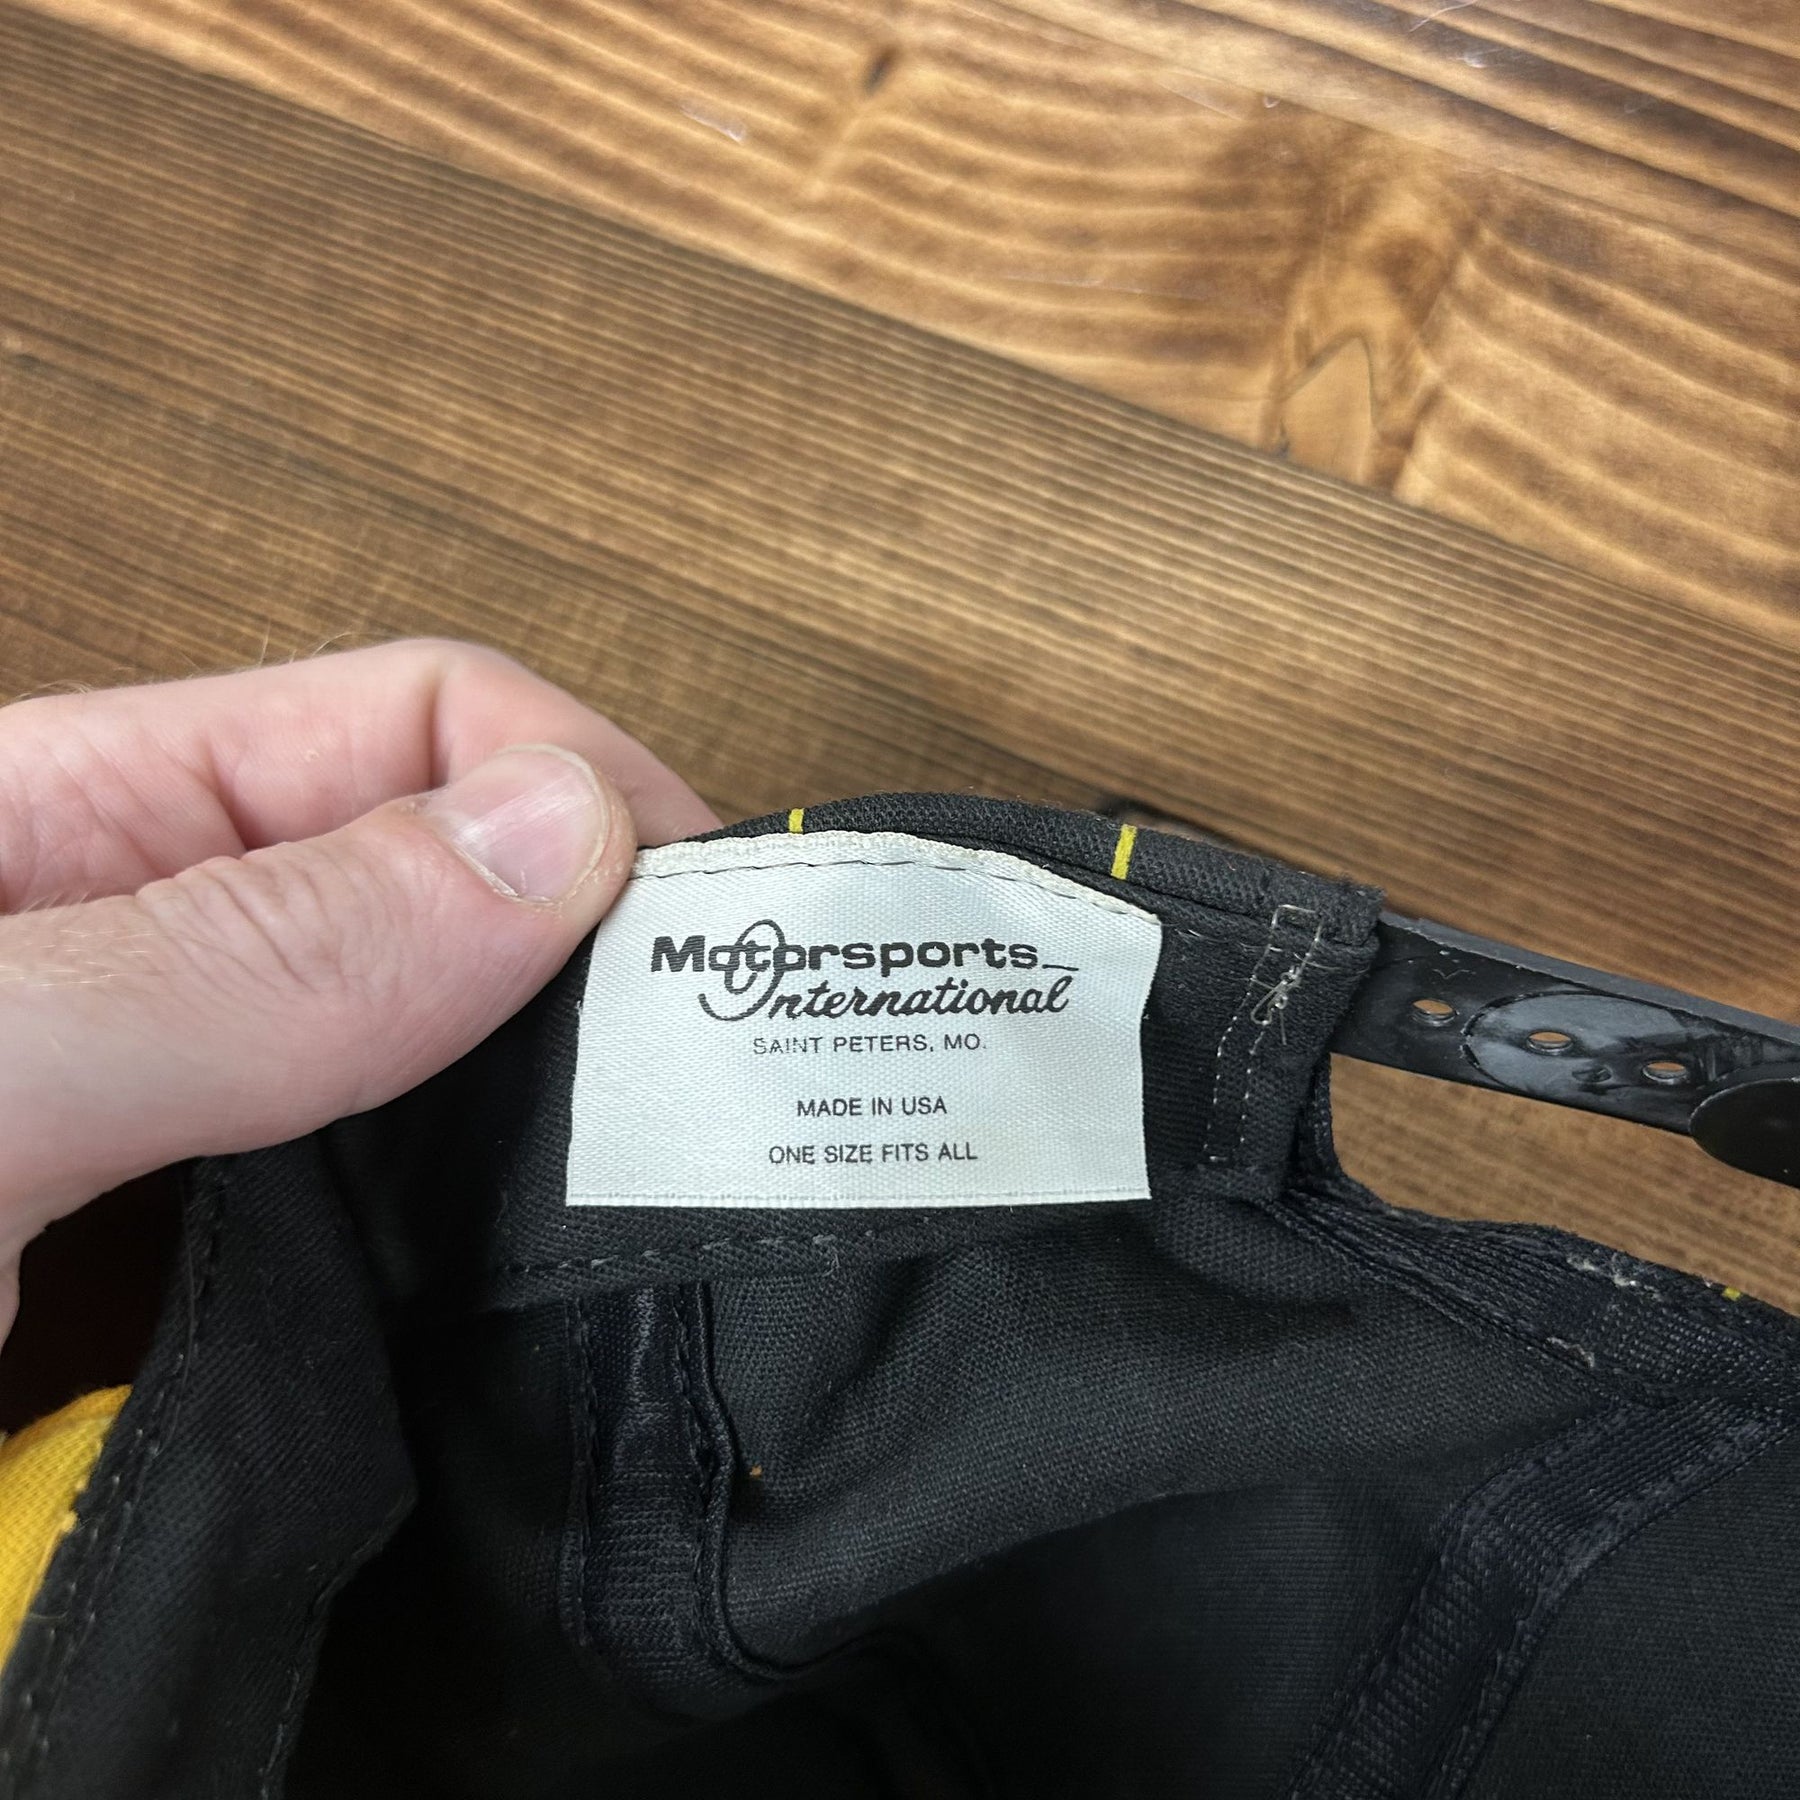 Motorsports
International
SAINT PETERS, MO.
MADE IN USA
ONE SIZE FITS ALL